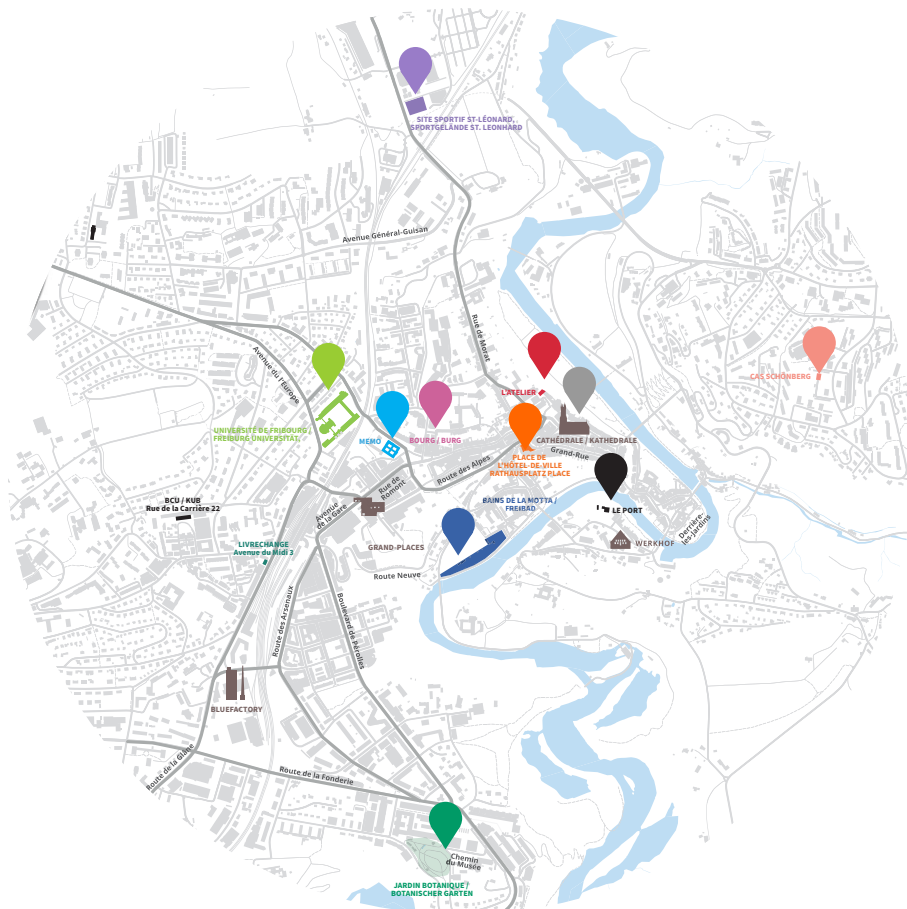 SITE SPORTIF ST-LÉONARD,
SPORTGELÄNDE ST. LEONHARD
Avenue Général-Guisan
Rue de Morat
Avenue du l'Europe
CAS SCHÖNBERG
L'ATELIER
UNIVERSITÉ DE FRIBOURG,
FREIBURG UNIVERSITÄT,
MEMO
BOURG / BURG
CATHÉDRALE / KATHEDRALE
Grand-Rue
PLACE DE
L'HÔTEL-DE-VILLE
RATHAUSPLATZ PLACE
Route des Alpes
Rue de
Romont
Avenue
de la Gare
BCU / KUB
Rue de la Carrière 22
BAINS DE LA MOTTA /
FREIBAD
LE PORT
Derrière-
les-Jardins
WERKHOF
LIVRECHANGE
Avenue du Midi 3
GRAND-PLACES
Route Neuve
Route des Arsenaux
Boulevard de Pérolles
BLUEFACTORY
Route de la Glâne
Route de la Fonderie
Chemin
du Musée
JARDIN BOTANIQUE /
BOTANISCHER GARTEN